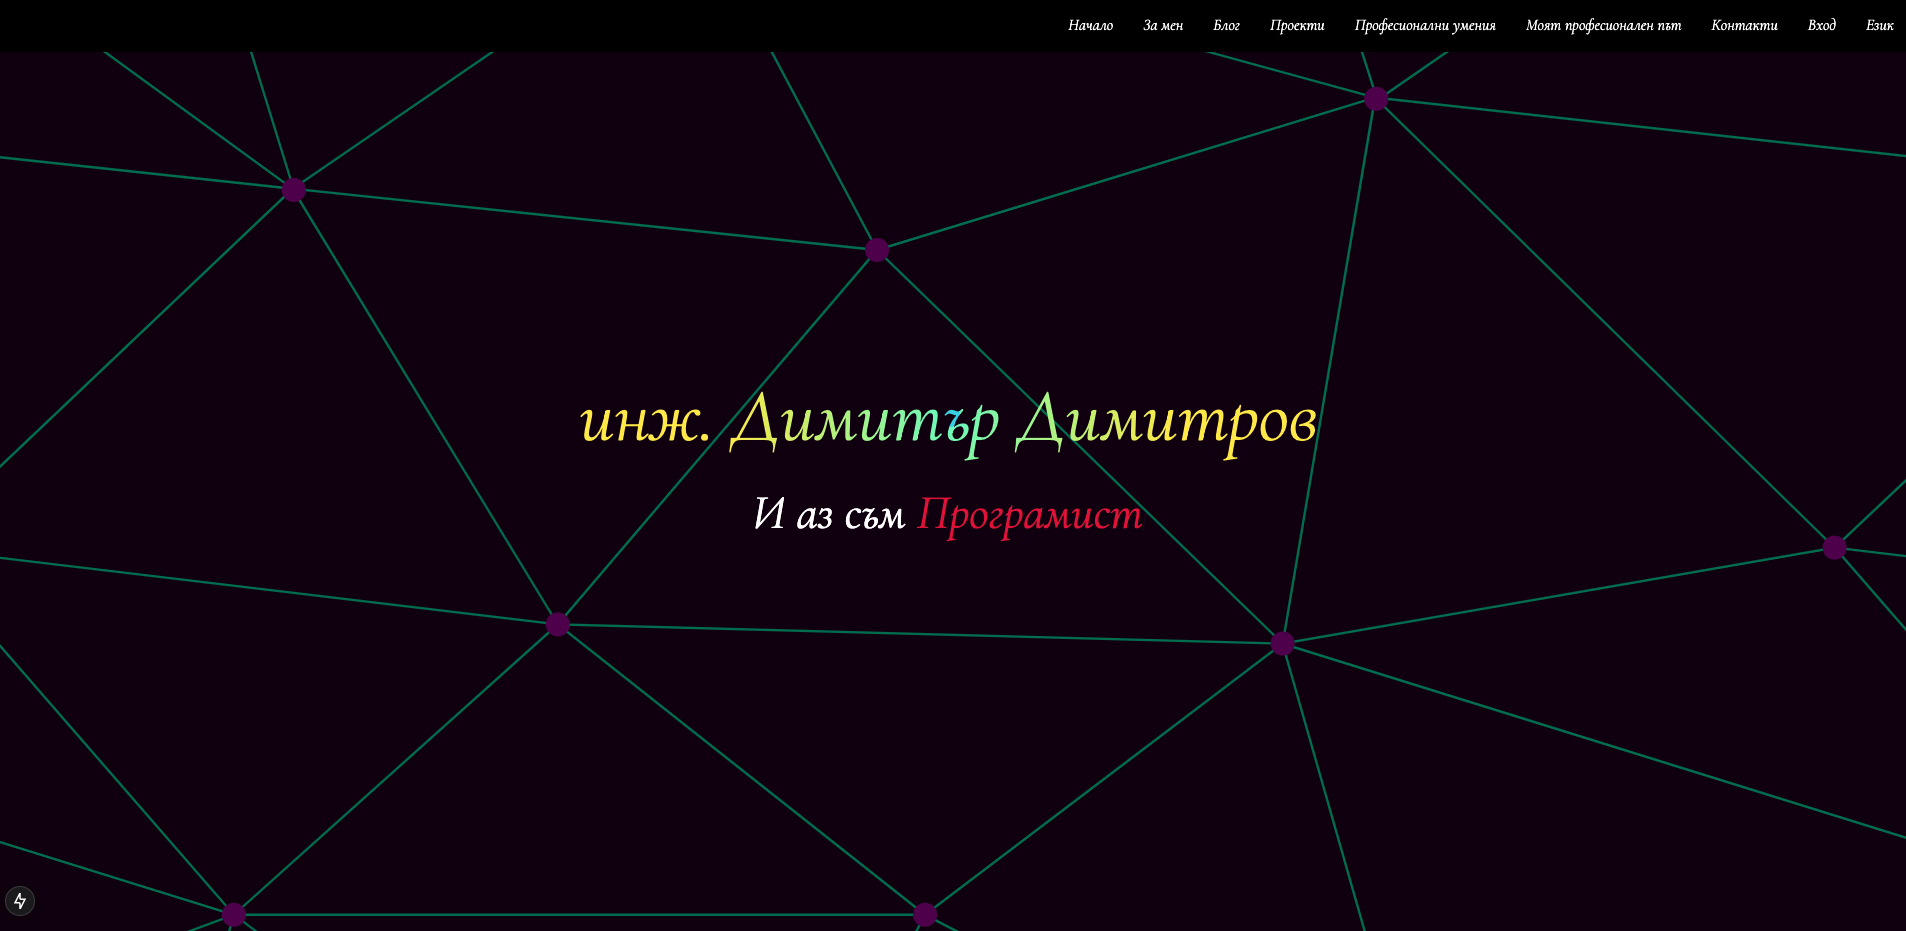 Начало За мен Блог Проекти Професионални умения Моят професионален път Контакти Вход Език
инж. Димитър Димитров
И аз съм Програмист